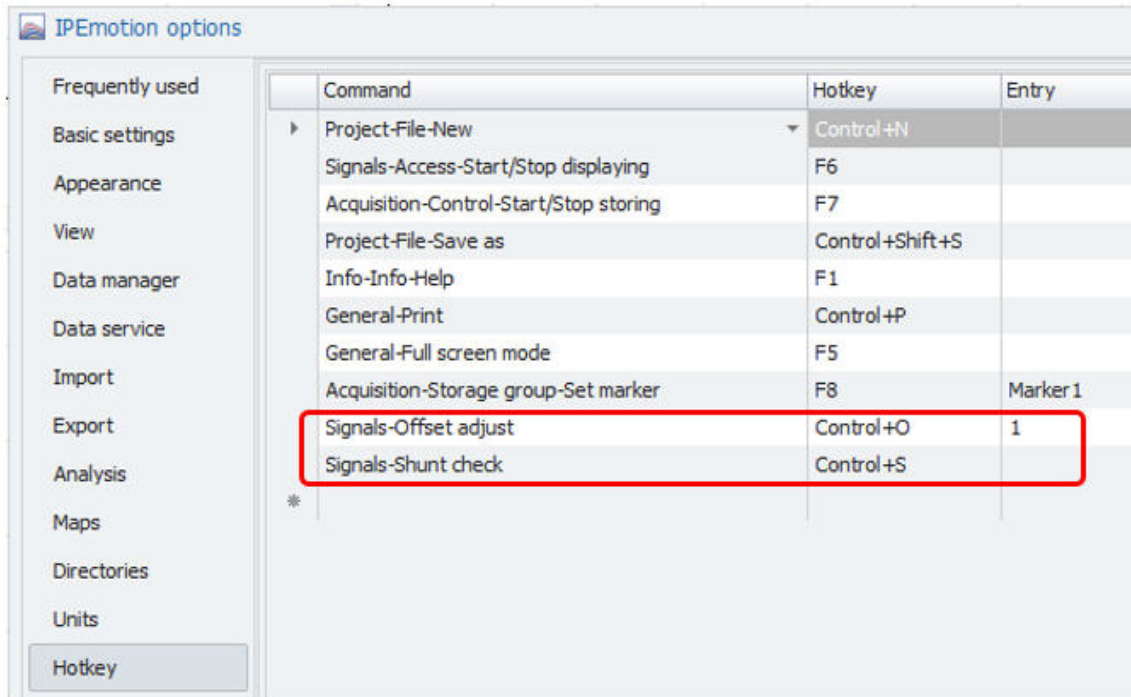 IPEmotion options
Frequently used
Basic settings
Appearance
View
Data manager
Data service
Import
Export
Analysis
Maps
Directories
Units
Hotkey
Command Hotkey Entry
Project-File-New Control+N
Signals-Access-Start/Stop displaying F6
Acquisition-Control-Start/Stop storing F7
Project-File-Save as Control+Shift+S
Info-Info-Help F1
General-Print Control+P
General-Full screen mode F5
Acquisition-Storage group-Set marker F8 Marker1
Signals-Offset adjust Control+O 1
Signals-Shunt check Control+S